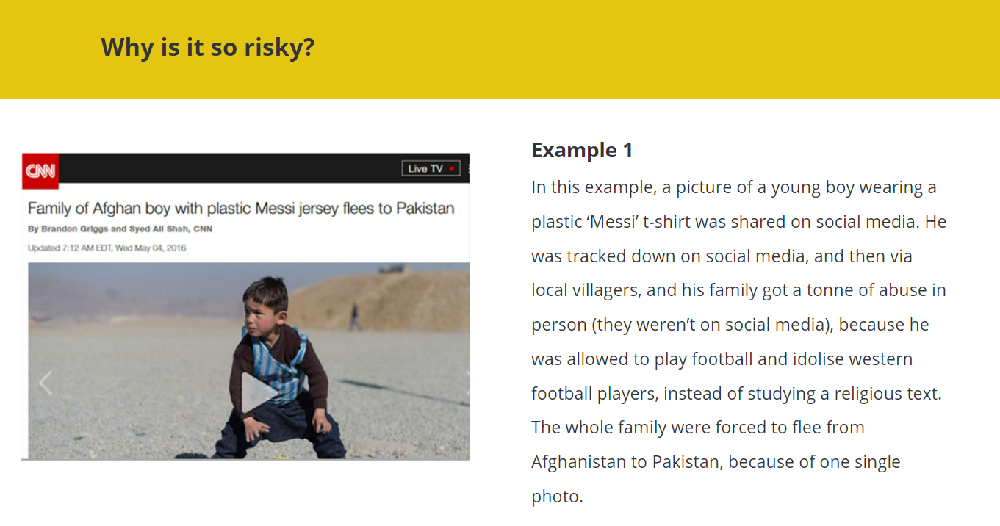 Why is it so risky?
CNN
Live TV
Family of Afghan boy with plastic Messi jersey flees to Pakistan
By Brandon Griggs and Syed Ali Shah, CNN
Updated 7:12 AM EDT, Wed May 04, 2016
Example 1
In this example, a picture of a young boy wearing a
plastic ‘Messi’ t-shirt was shared on social media. He
was tracked down on social media, and then via
local villagers, and his family got a tonne of abuse in
person (they weren’t on social media), because he
was allowed to play football and idolise western
football players, instead of studying a religious text.
The whole family were forced to flee from
Afghanistan to Pakistan, because of one single
photo.